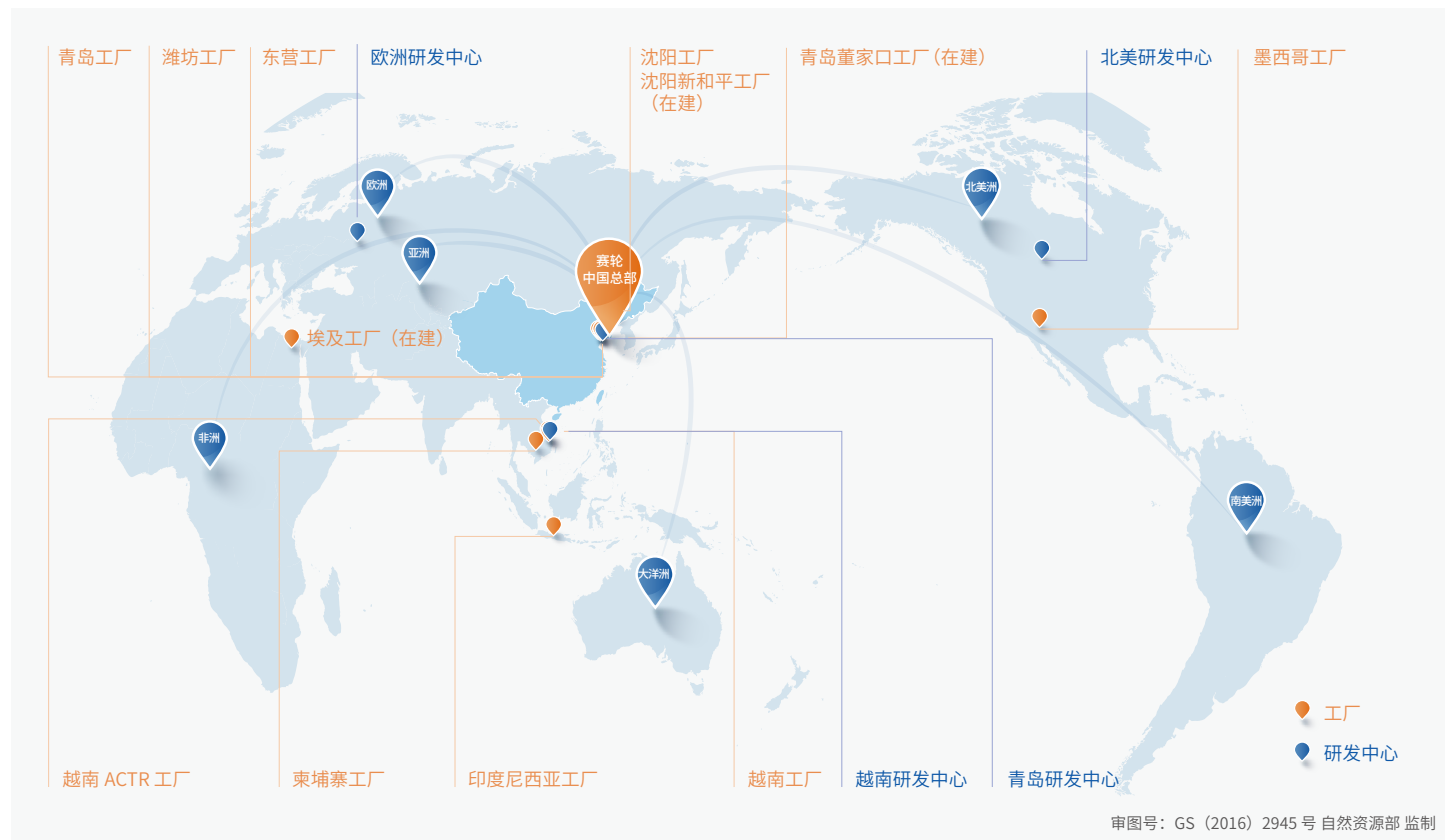 青岛工厂
潍坊工厂
东营工厂
欧洲研发中心
沈阳工厂
沈阳新和平工厂
（在建）
青岛董家口工厂（在建）
北美研发中心
墨西哥工厂
欧洲
北美洲
亚洲
赛轮
中国总部
埃及工厂（在建）
非洲
南美洲
大洋洲
工厂
研发中心
越南 ACTR 工厂
柬埔寨工厂
印度尼西亚工厂
越南工厂
越南研发中心
青岛研发中心
审图号：GS（2016）2945 号 自然资源部 监制